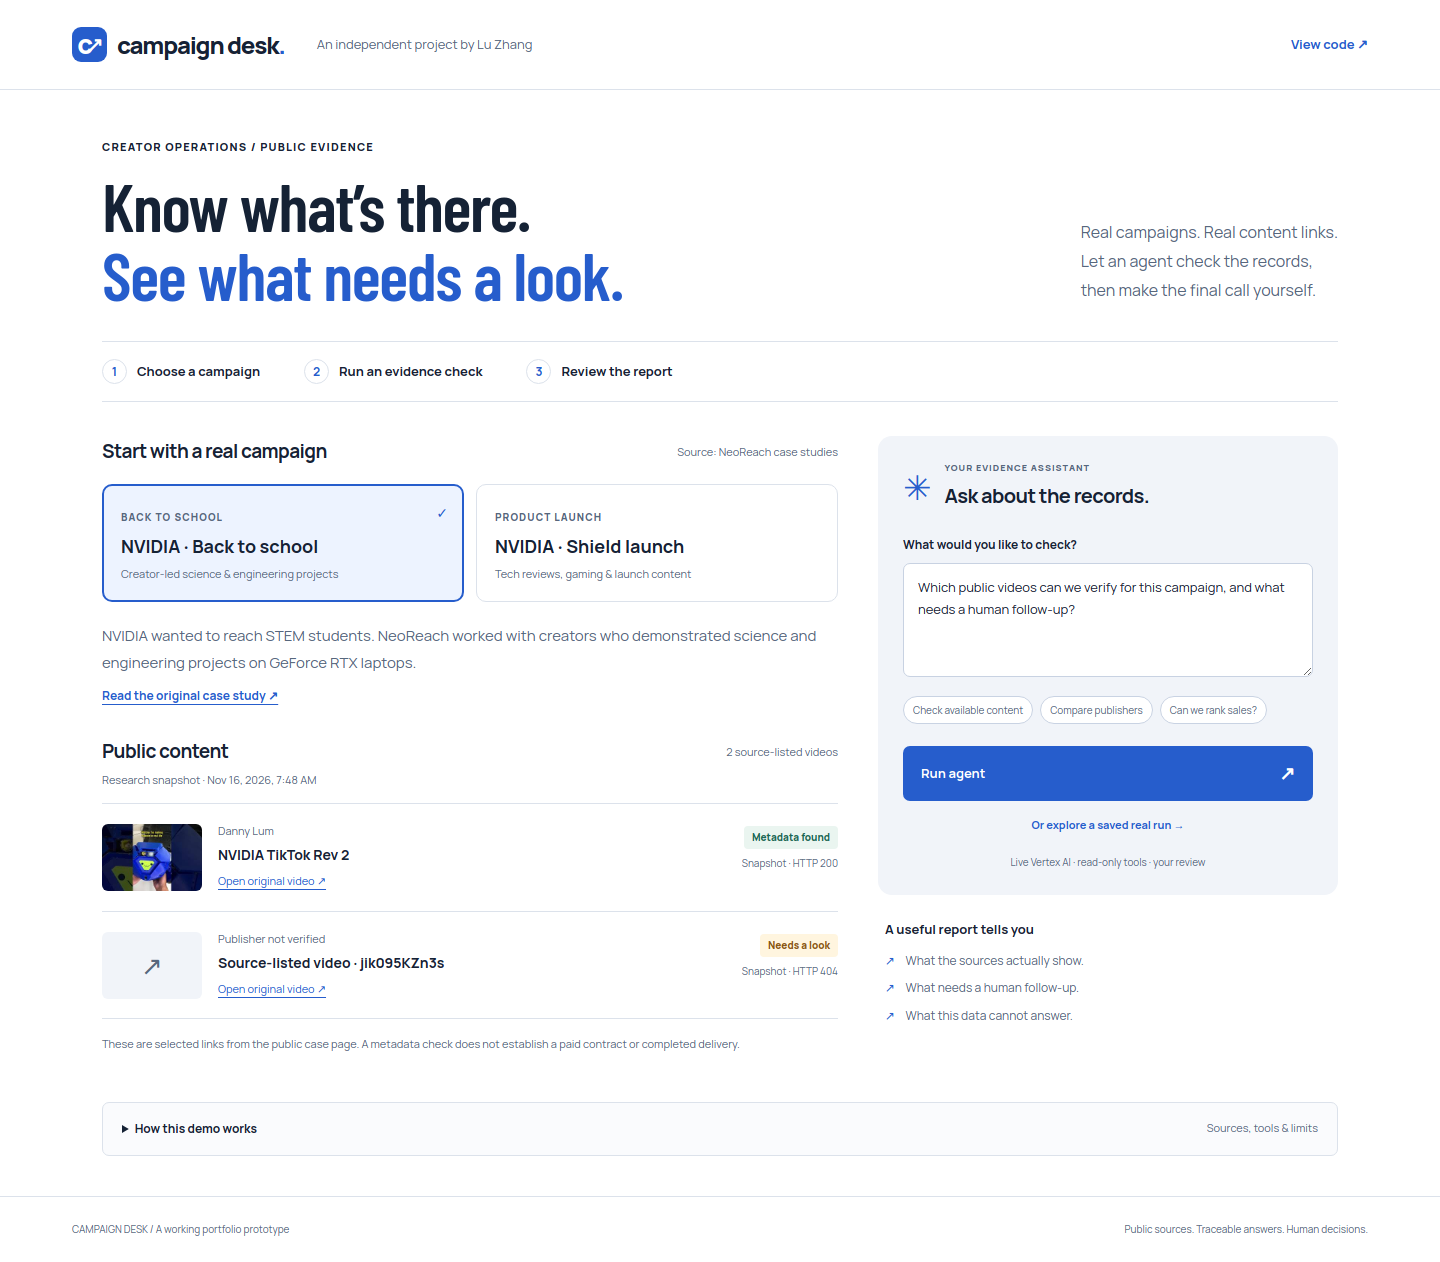 campaign desk.
An independent project by Lu Zhang
View code ↗
CREATOR OPERATIONS / PUBLIC EVIDENCE
Know what’s there.
See what needs a look.
Real campaigns. Real content links.
Let an agent check the records,
then make the final call yourself.
1 Choose a campaign
2 Run an evidence check
3 Review the report
Start with a real campaign
Source: NeoReach case studies
BACK TO SCHOOL ✓
NVIDIA · Back to school
Creator-led science & engineering projects
PRODUCT LAUNCH
NVIDIA · Shield launch
Tech reviews, gaming & launch content
NVIDIA wanted to reach STEM students. NeoReach worked with creators who demonstrated science and
engineering projects on GeForce RTX laptops.
Read the original case study ↗
Public content
2 source-listed videos
Research snapshot · Nov 16, 2026, 7:48 AM
Danny Lum
NVIDIA TikTok Rev 2
Open original video ↗
Metadata found
Snapshot · HTTP 200
Publisher not verified
Source-listed video · jik095KZn3s
Open original video ↗
Needs a look
Snapshot · HTTP 404
These are selected links from the public case page. A metadata check does not establish a paid contract or completed delivery.
YOUR EVIDENCE ASSISTANT
Ask about the records.
What would you like to check?
Which public videos can we verify for this campaign, and what
needs a human follow-up?
Check available content
Compare publishers
Can we rank sales?
Run agent ↗
Or explore a saved real run →
Live Vertex AI · read-only tools · your review
A useful report tells you
↗ What the sources actually show.
↗ What needs a human follow-up.
↗ What this data cannot answer.
▶ How this demo works
Sources, tools & limits
CAMPAIGN DESK / A working portfolio prototype
Public sources. Traceable answers. Human decisions.